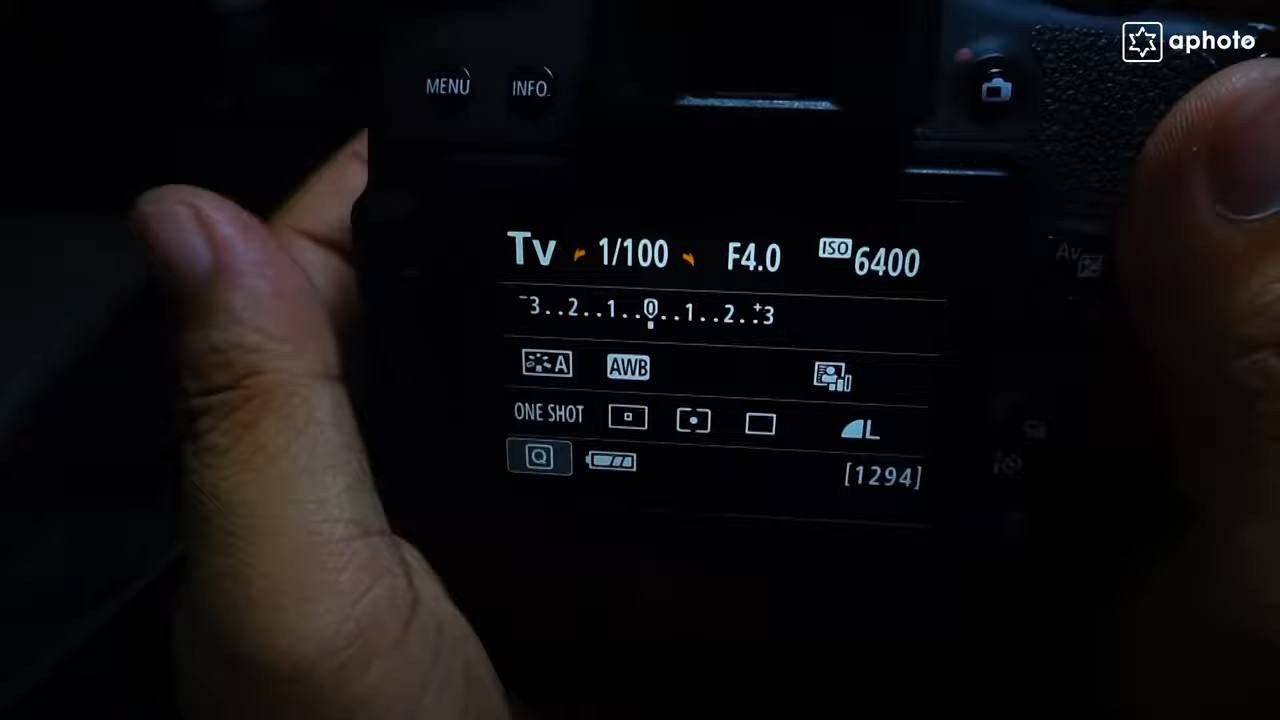 aphoto
MENU INFO.
Tv 1/100 F4.0 ISO 6400
-3..2..1..0..1..2..+3
A AWB
Av
ONE SHOT L
Q [1294]